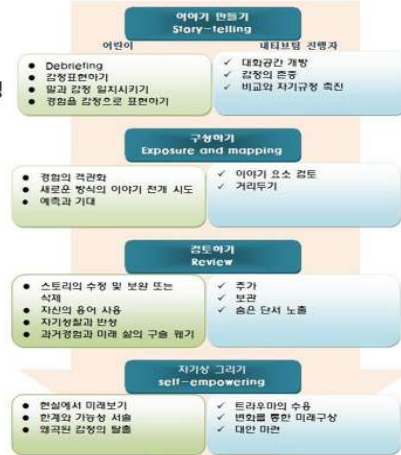 이야기 만들기
Story-telling
어린이
내티브팀 진행자
Debriefing
감정표현하기
말과 감정 일치시키기
경험을 감정으로 표현하기
대화공간 개방
감정의 존중
비교와 자기규정 촉진
구성하기
Exposure and mapping
경험의 객관화
새로운 방식의 이야기 전개 시도
예측과 기대
이야기 요소 검토
거리두기
검토하기
Review
스토리의 수정 및 보완 또는
삭제
자신의 용어 사용
자기성찰과 반성
과거경험과 미래 삶의 구슬 꿰기
추가
보관
숨은 단서 노출
자기상 그리기
self-empowering
현실에서 미래보기
한계와 가능성 서술
왜곡된 감정의 탈출
트라우마의 수용
변화를 통한 미래구상
대안 마련